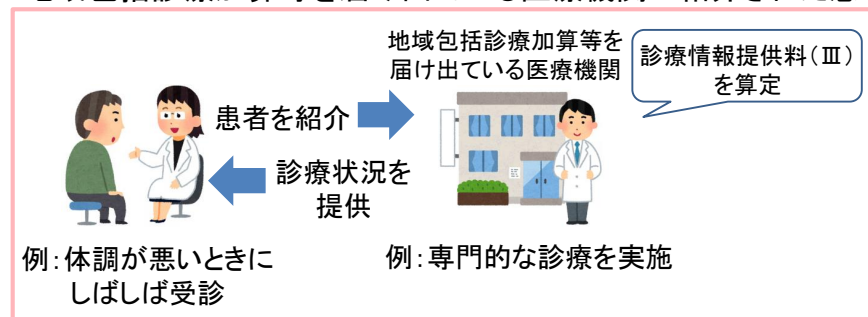 地域包括診療加算等を
届け出ている医療機関
診療情報提供料(Ⅲ)
を算定
患者を紹介
診療状況を
提供
例:体調が悪いときに
しばしば受診
例:専門的な診療を実施